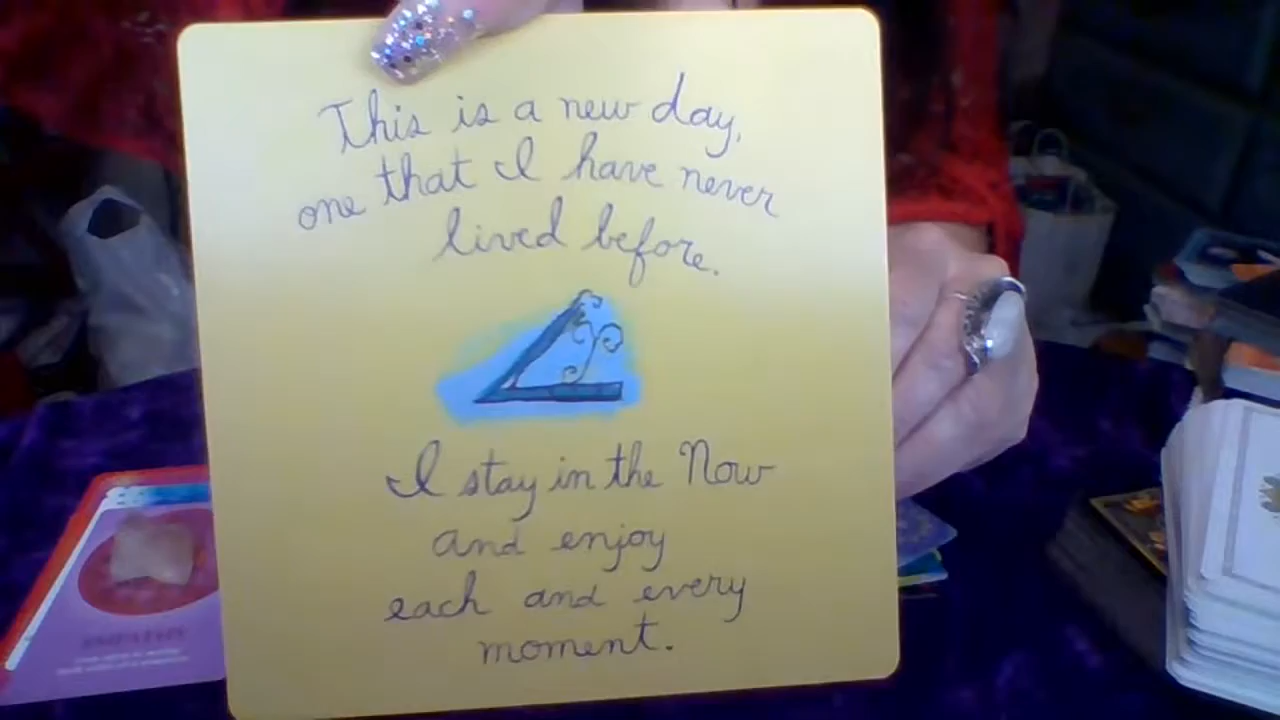 This is a new day,
one that I have never
lived before.
I stay in the Now
and enjoy
each and every
moment.
EMPATHY